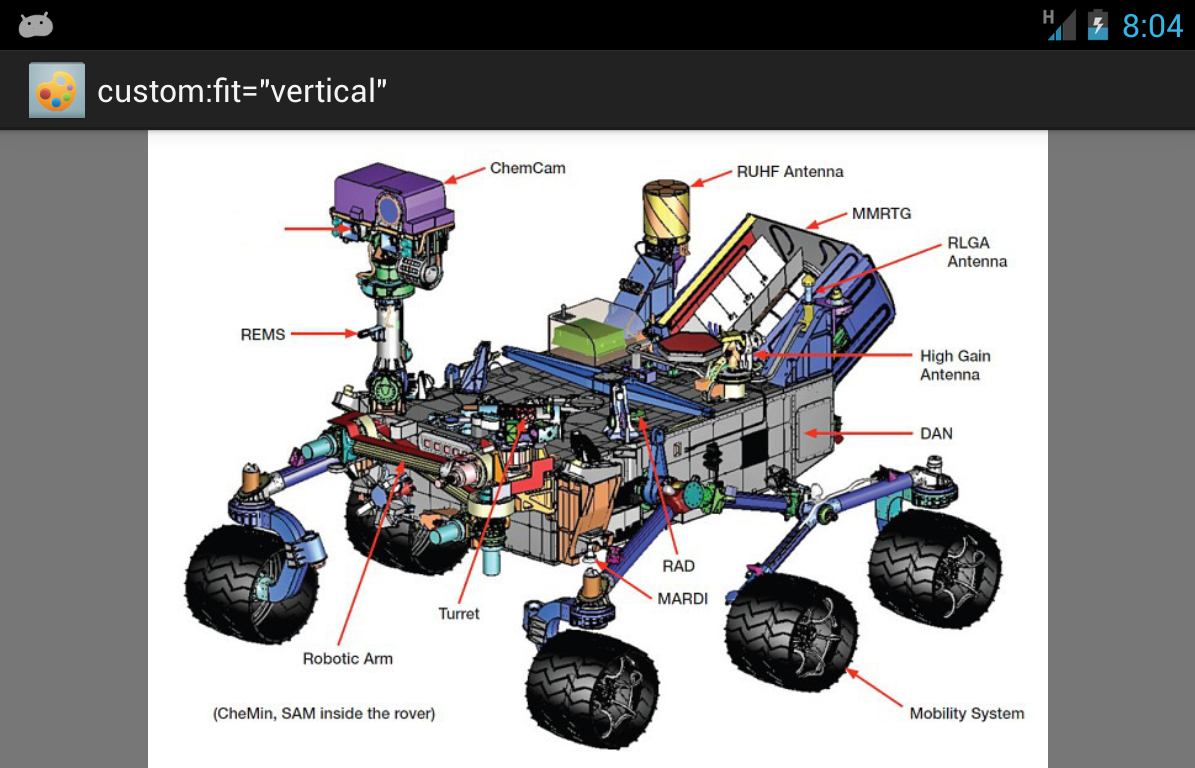 H
8:04
custom:fit="vertical"
ChemCam
RUHF Antenna
MMRTG
RLGA
Antenna
REMS
High Gain
Antenna
DAN
RAD
MARDI
Turret
Robotic Arm
(CheMin, SAM inside the rover)
Mobility System